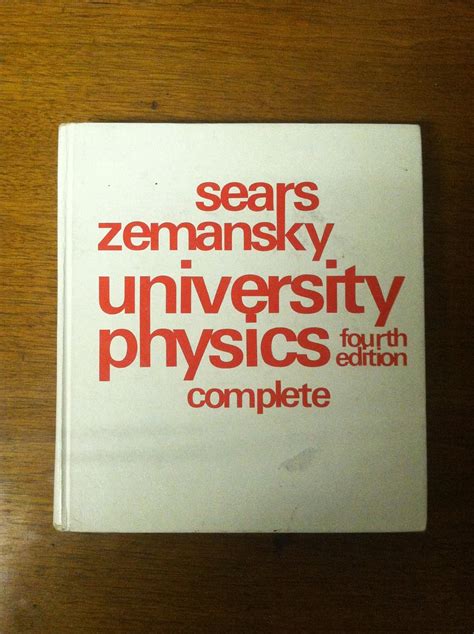 sears
zemansky
university
physics fourth edition
complete